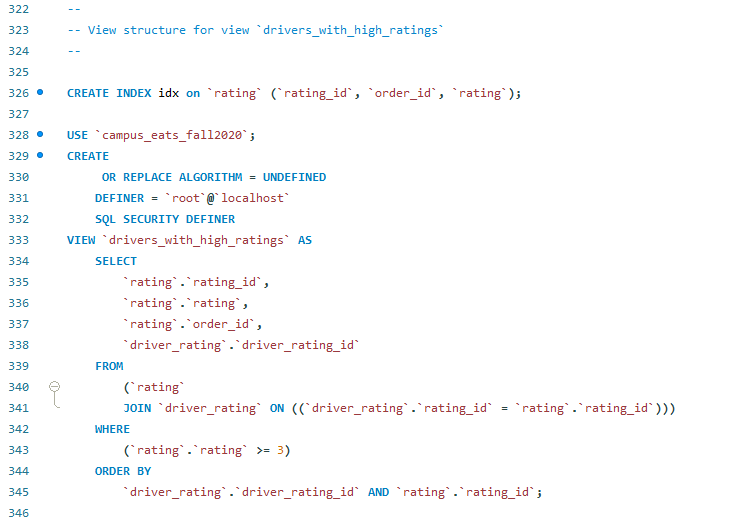 322 --
323 -- View structure for view `drivers_with_high_ratings`
324 --
325
326 CREATE INDEX idx on `rating` (`rating_id`, `order_id`, `rating`);
327
328 USE `campus_eats_fall2020`;
329 CREATE
330 OR REPLACE ALGORITHM = UNDEFINED
331 DEFINER = `root`@`localhost`
332 SQL SECURITY DEFINER
333 VIEW `drivers_with_high_ratings` AS
334 SELECT
335 `rating`.`rating_id`,
336 `rating`.`rating`,
337 `rating`.`order_id`,
338 `driver_rating`.`driver_rating_id`
339 FROM
340 (`rating`
341 JOIN `driver_rating` ON ((`driver_rating`.`rating_id` = `rating`.`rating_id`)))
342 WHERE
343 (`rating`.`rating` >= 3)
344 ORDER BY
345 `driver_rating`.`driver_rating_id` AND `rating`.`rating_id`;
346